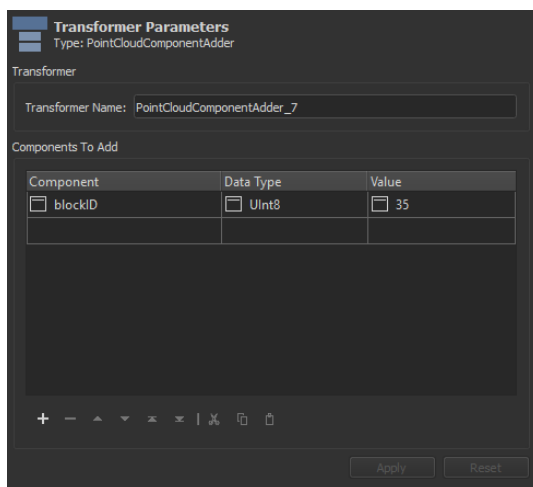 Transformer Parameters
Type: PointCloudComponentAdder
Transformer
Transformer Name: PointCloudComponentAdder_7
Components To Add
Component Data Type Value
blockID UInt8 35
Apply Reset